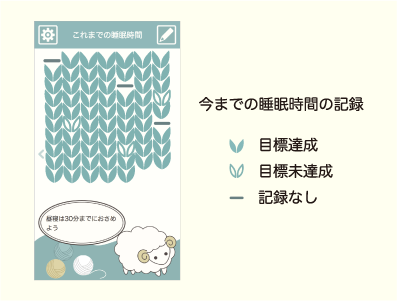 これまでの睡眠時間
昼寝は30分までにおさめ
よう
今までの睡眠時間の記録
目標達成
目標未達成
記録なし